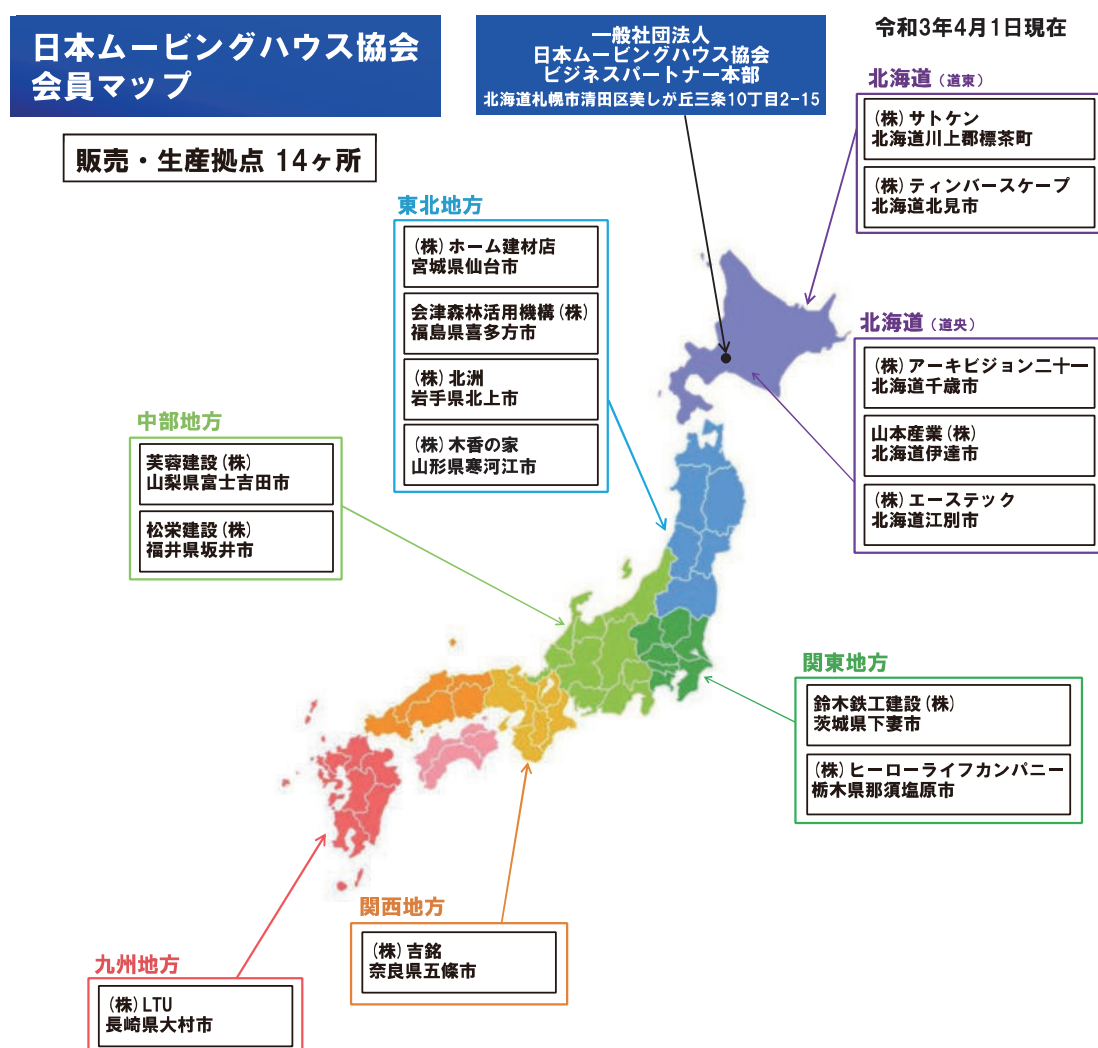 日本ムービングハウス協会
会員マップ
販売・生産拠点 14ヶ所
一般社団法人
日本ムービングハウス協会
ビジネスパートナー本部
北海道札幌市清田区美しが丘三条10丁目2-15
令和3年4月1日現在
北海道（道東）
(株)サトケン
北海道川上郡標茶町
(株)ティンバースケープ
北海道北見市
北海道（道央）
(株)アーキビジョン二十一
北海道千歳市
山本産業(株)
北海道伊達市
(株)エーステック
北海道江別市
東北地方
(株)ホーム建材店
宮城県仙台市
会津森林活用機構(株)
福島県喜多方市
(株)北洲
岩手県北上市
(株)木香の家
山形県寒河江市
中部地方
芙蓉建設(株)
山梨県富士吉田市
松栄建設(株)
福井県坂井市
関東地方
鈴木鉄工建設(株)
茨城県下妻市
(株)ヒーローライフカンパニー
栃木県那須塩原市
関西地方
(株)吉銘
奈良県五條市
九州地方
(株)LTU
長崎県大村市